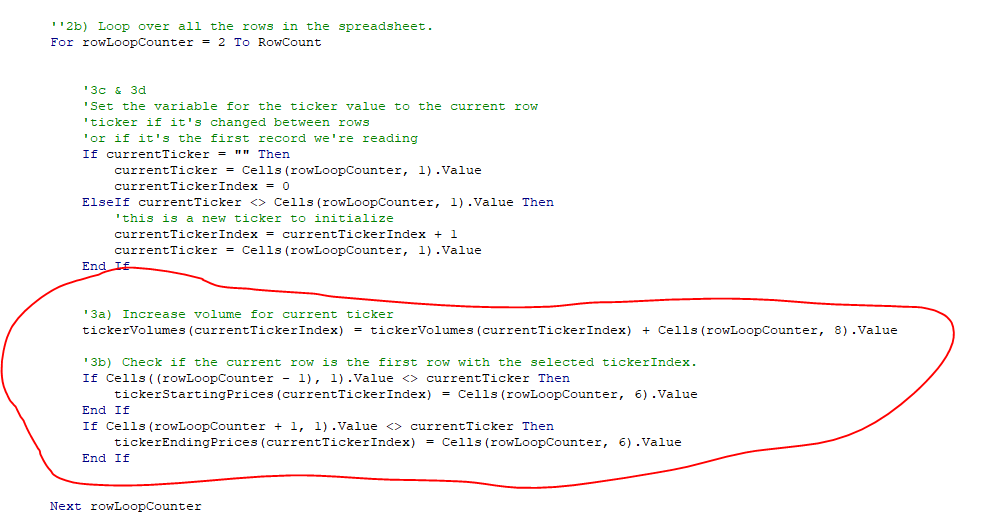 ''2b) Loop over all the rows in the spreadsheet.
For rowLoopCounter = 2 To RowCount
'3c & 3d
'Set the variable for the ticker value to the current row
'ticker if it's changed between rows
'or if it's the first record we're reading
If currentTicker = "" Then
currentTicker = Cells(rowLoopCounter, 1).Value
currentTickerIndex = 0
ElseIf currentTicker <> Cells(rowLoopCounter, 1).Value Then
'this is a new ticker to initialize
currentTickerIndex = currentTickerIndex + 1
currentTicker = Cells(rowLoopCounter, 1).Value
End If
'3a) Increase volume for current ticker
tickerVolumes(currentTickerIndex) = tickerVolumes(currentTickerIndex) + Cells(rowLoopCounter, 8).Value
'3b) Check if the current row is the first row with the selected tickerIndex.
If Cells((rowLoopCounter - 1), 1).Value <> currentTicker Then
tickerStartingPrices(currentTickerIndex) = Cells(rowLoopCounter, 6).Value
End If
If Cells(rowLoopCounter + 1, 1).Value <> currentTicker Then
tickerEndingPrices(currentTickerIndex) = Cells(rowLoopCounter, 6).Value
End If
Next rowLoopCounter